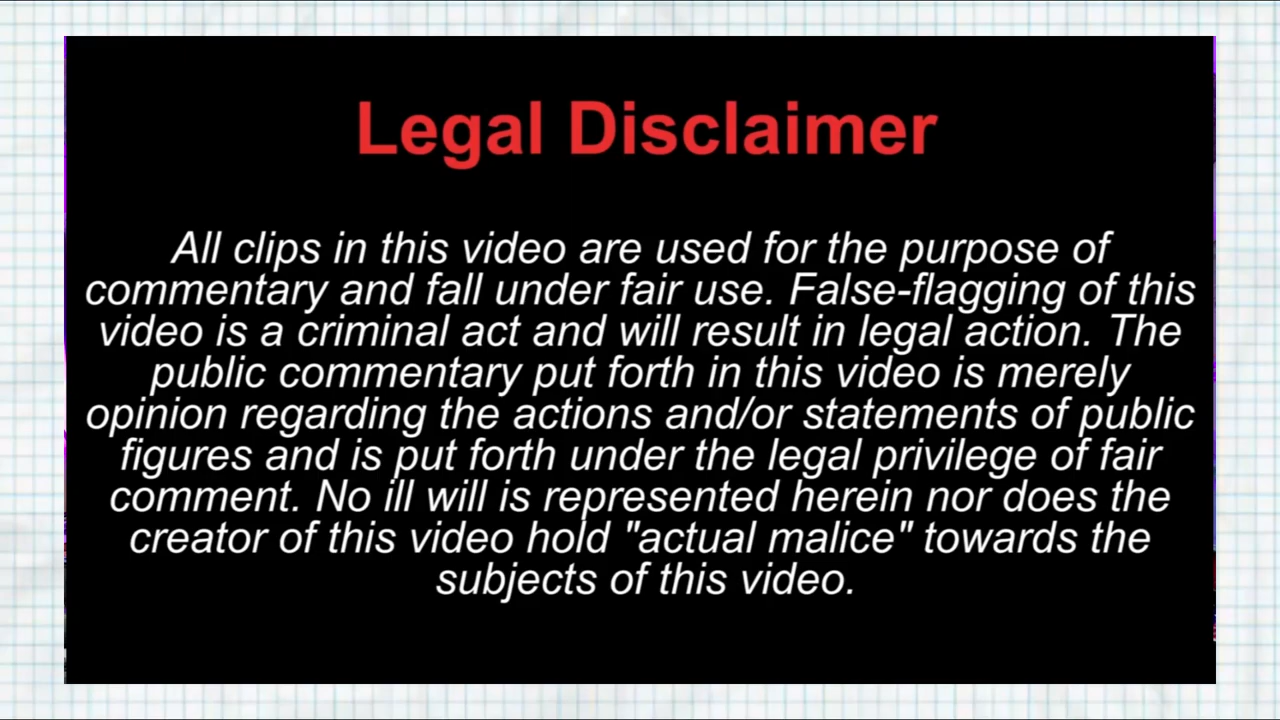 Legal Disclaimer
All clips in this video are used for the purpose of
commentary and fall under fair use. False-flagging of this
video is a criminal act and will result in legal action. The
public commentary put forth in this video is merely
opinion regarding the actions and/or statements of public
figures and is put forth under the legal privilege of fair
comment. No ill will is represented herein nor does the
creator of this video hold "actual malice" towards the
subjects of this video.